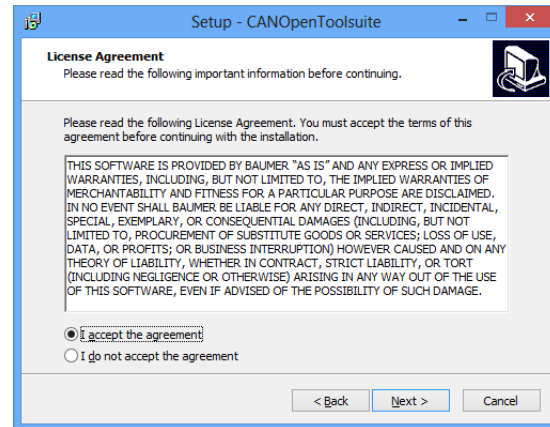 Setup - CANOpenToolsuite
License Agreement
Please read the following important information before continuing.
Please read the following License Agreement. You must accept the terms of this
agreement before continuing with the installation.
THIS SOFTWARE IS PROVIDED BY BAUMER "AS IS" AND ANY EXPRESS OR IMPLIED
WARRANTIES, INCLUDING, BUT NOT LIMITED TO, THE IMPLIED WARRANTIES OF
MERCHANTABILITY AND FITNESS FOR A PARTICULAR PURPOSE ARE DISCLAIMED.
IN NO EVENT SHALL BAUMER BE LIABLE FOR ANY DIRECT, INDIRECT, INCIDENTAL,
SPECIAL, EXEMPLARY, OR CONSEQUENTIAL DAMAGES (INCLUDING, BUT NOT
LIMITED TO, PROCUREMENT OF SUBSTITUTE GOODS OR SERVICES; LOSS OF USE,
DATA, OR PROFITS; OR BUSINESS INTERRUPTION) HOWEVER CAUSED AND ON ANY
THEORY OF LIABILITY, WHETHER IN CONTRACT, STRICT LIABILITY, OR TORT
(INCLUDING NEGLIGENCE OR OTHERWISE) ARISING IN ANY WAY OUT OF THE USE
OF THIS SOFTWARE, EVEN IF ADVISED OF THE POSSIBILITY OF SUCH DAMAGE.
I accept the agreement
I do not accept the agreement
< Back Next > Cancel